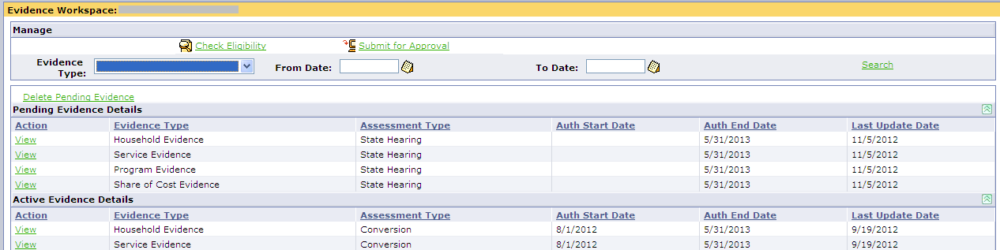 Evidence Workspace:
Manage
Check Eligibility Submit for Approval
Evidence Type: From Date: To Date: Search
Delete Pending Evidence
Pending Evidence Details
Action Evidence Type Assessment Type Auth Start Date Auth End Date Last Update Date
View Household Evidence State Hearing 5/31/2013 11/5/2012
View Service Evidence State Hearing 5/31/2013 11/5/2012
View Program Evidence State Hearing 5/31/2013 11/5/2012
View Share of Cost Evidence State Hearing 5/31/2013 11/5/2012
Active Evidence Details
Action Evidence Type Assessment Type Auth Start Date Auth End Date Last Update Date
View Household Evidence Conversion 8/1/2012 5/31/2013 9/19/2012
View Service Evidence Conversion 8/1/2012 5/31/2013 9/19/2012